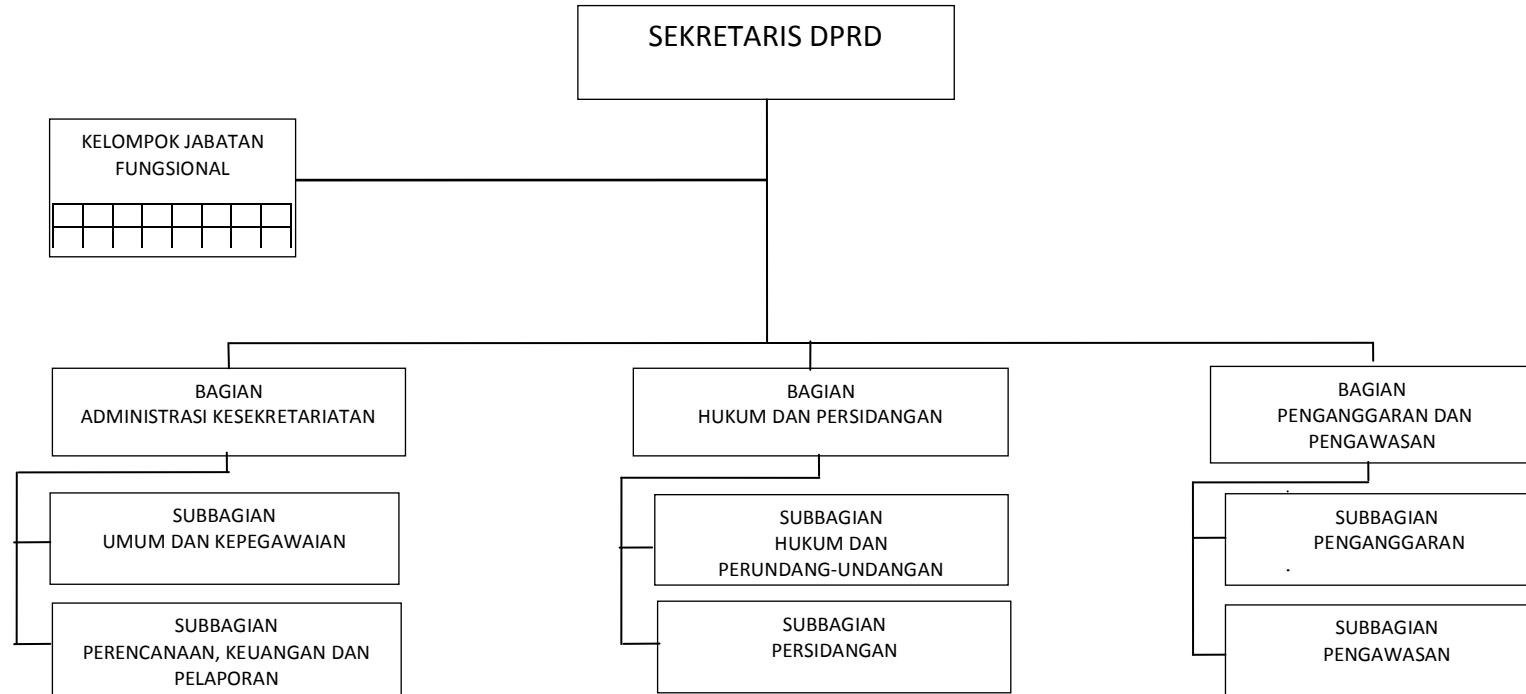 SEKRETARIS DPRD
KELOMPOK JABATAN
FUNGSIONAL
BAGIAN
ADMINISTRASI KESEKRETARIATAN
BAGIAN
HUKUM DAN PERSIDANGAN
BAGIAN
PENGANGGARAN DAN
PENGAWASAN
SUBBAGIAN
UMUM DAN KEPEGAWAIAN
SUBBAGIAN
HUKUM DAN
PERUNDANG-UNDANGAN
SUBBAGIAN
PENGANGGARAN
SUBBAGIAN
PERENCANAAN, KEUANGAN DAN
PELAPORAN
SUBBAGIAN
PERSIDANGAN
SUBBAGIAN
PENGAWASAN